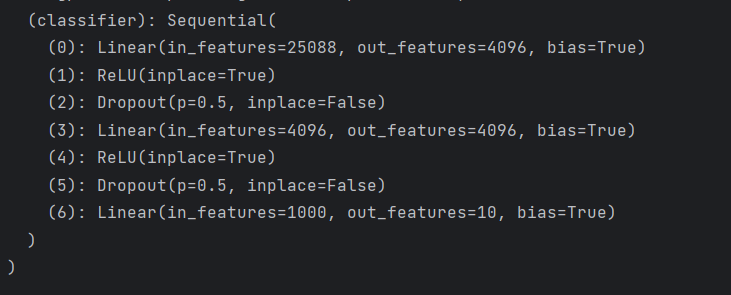 (classifier): Sequential(
(0): Linear(in_features=25088, out_features=4096, bias=True)
(1): ReLU(inplace=True)
(2): Dropout(p=0.5, inplace=False)
(3): Linear(in_features=4096, out_features=4096, bias=True)
(4): ReLU(inplace=True)
(5): Dropout(p=0.5, inplace=False)
(6): Linear(in_features=1000, out_features=10, bias=True)
)
)